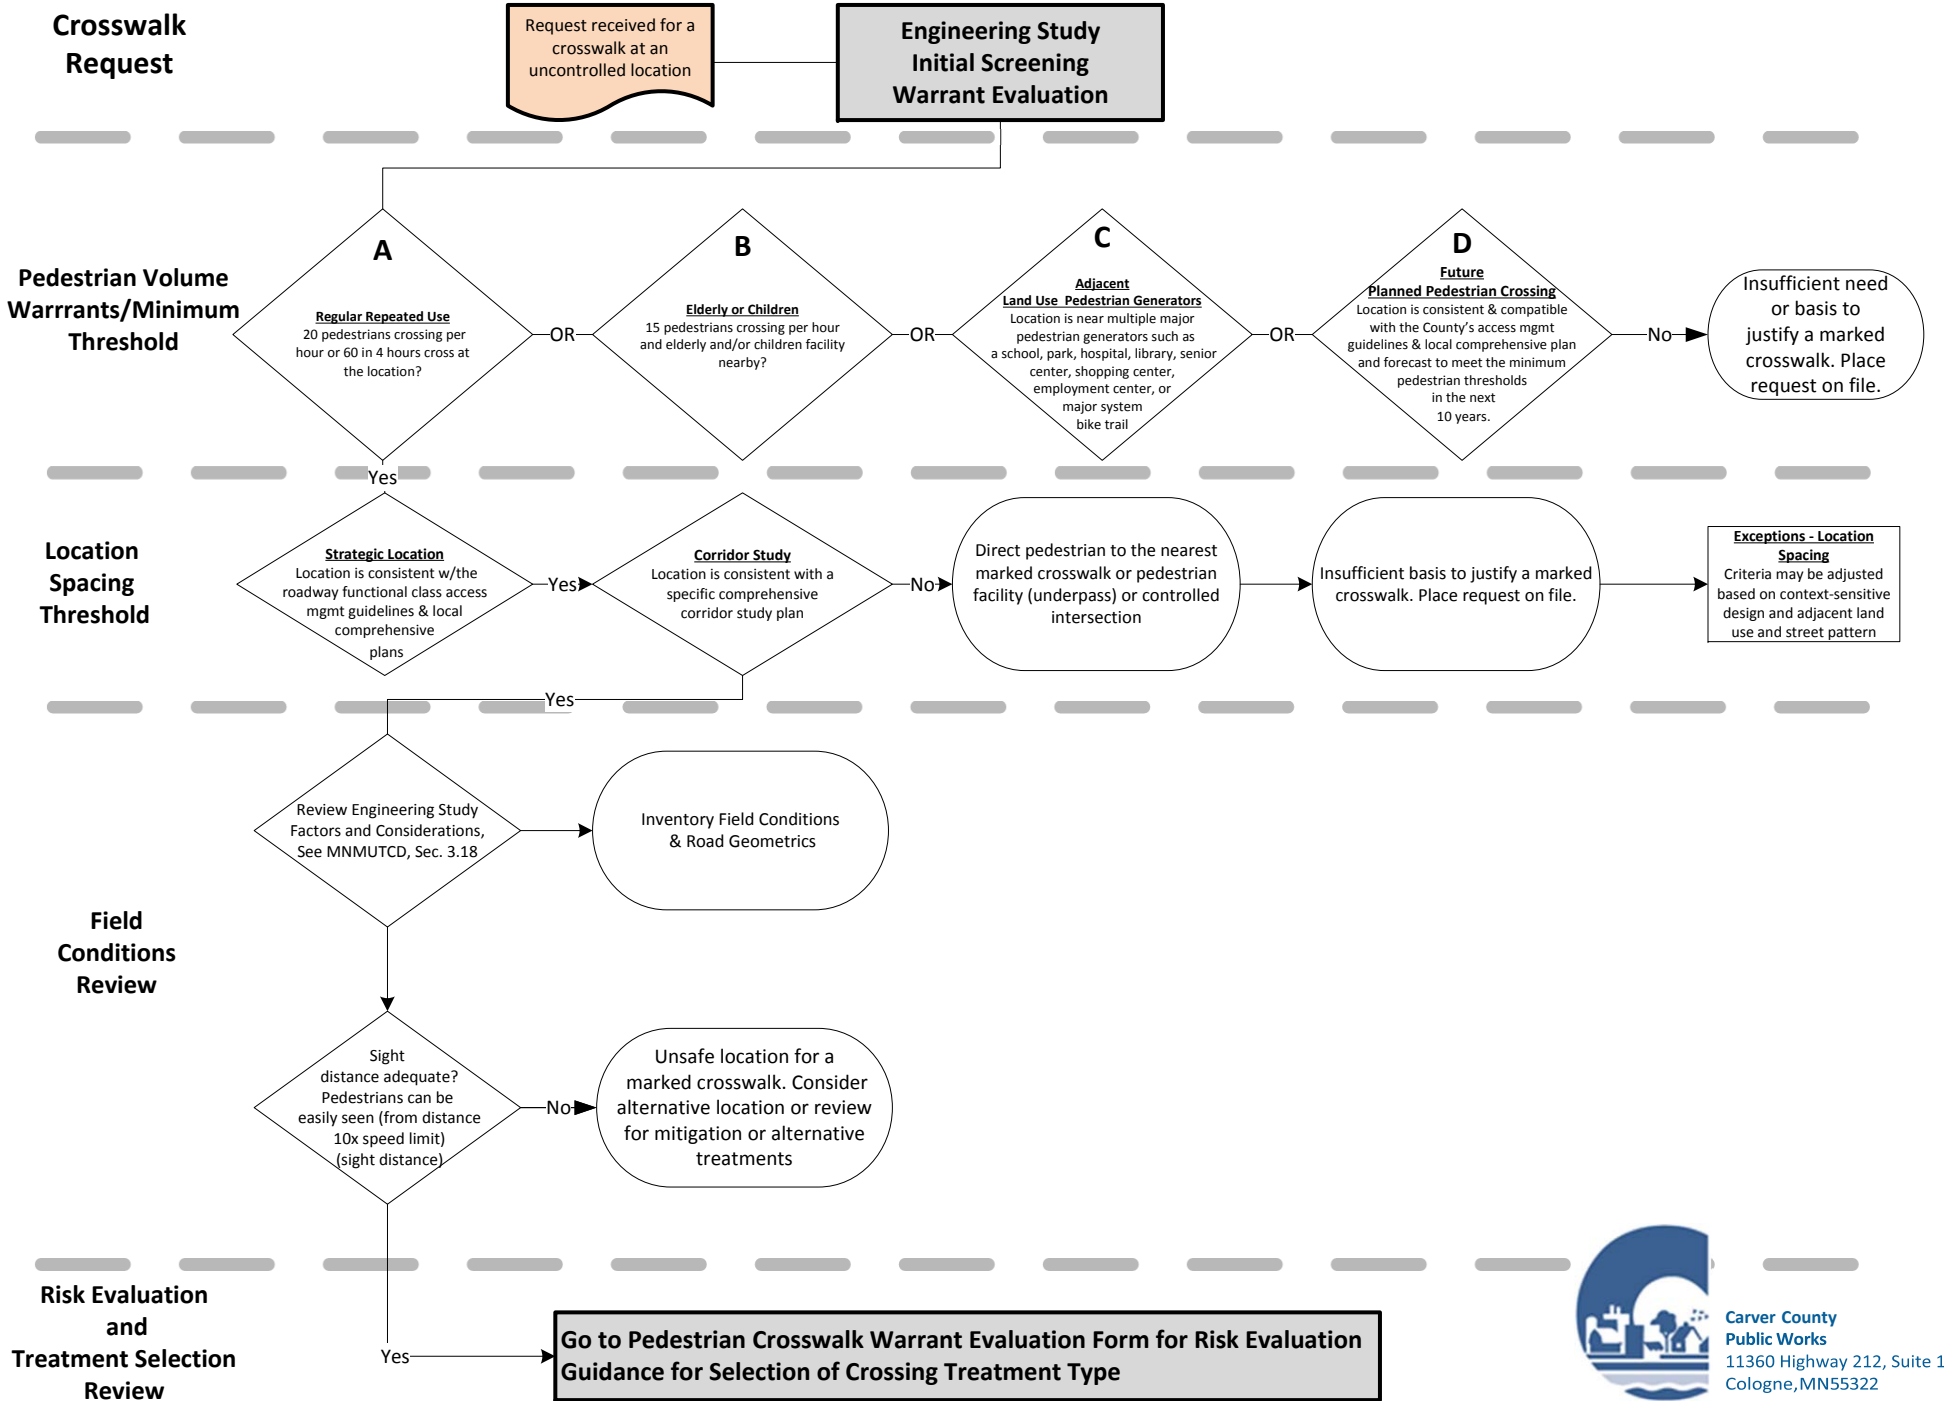 Crosswalk
Request
Request received for a
crosswalk at an
uncontrolled location
Engineering Study
Initial Screening
Warrant Evaluation
Pedestrian Volume
Warrrants/Minimum
Threshold
A
Regular Repeated Use
20 pedestrians crossing per
hour or 60 in 4 hours cross at
the location?
OR
B
Elderly or Children
15 pedestrians crossing per hour
and elderly and/or children facility
nearby?
OR
C
Adjacent
Land Use Pedestrian Generators
Location is near multiple major
pedestrian generators such as
a school, park, hospital, library, senior
center, shopping center,
employment center, or
major system
bike trail
OR
D
Future
Planned Pedestrian Crossing
Location is consistent & compatible
with the County's access mgmt
guidelines & local comprehensive plan
and forecast to meet the minimum
pedestrian thresholds
in the next
10 years.
No
Insufficient need
or basis to
justify a marked
crosswalk. Place
request on file.
Yes
Location
Spacing
Threshold
Strategic Location
Location is consistent w/the
roadway functional class access
mgmt guidelines & local
comprehensive
plans
Yes
Corridor Study
Location is consistent with a
specific comprehensive
corridor study plan
No
Direct pedestrian to the nearest
marked crosswalk or pedestrian
facility (underpass) or controlled
intersection
Insufficient basis to justify a marked
crosswalk. Place request on file.
Exceptions - Location
Spacing
Criteria may be adjusted
based on context-sensitive
design and adjacent land
use and street pattern
Yes
Field
Conditions
Review
Review Engineering Study
Factors and Considerations,
See MNMUTCD, Sec. 3.18
Inventory Field Conditions
& Road Geometrics
Sight
distance adequate?
Pedestrians can be
easily seen (from distance
10x speed limit)
(sight distance)
No
Unsafe location for a
marked crosswalk. Consider
alternative location or review
for mitigation or alternative
treatments
Risk Evaluation
and
Treatment Selection
Review
Yes
Go to Pedestrian Crosswalk Warrant Evaluation Form for Risk Evaluation
Guidance for Selection of Crossing Treatment Type
Carver County
Public Works
11360 Highway 212, Suite 1
Cologne,MN55322